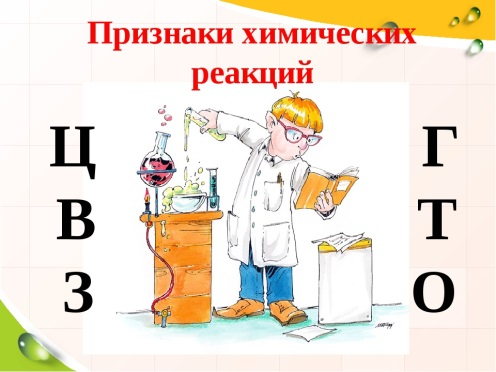 Признаки химических
реакций
Ц Г
В Т
З О